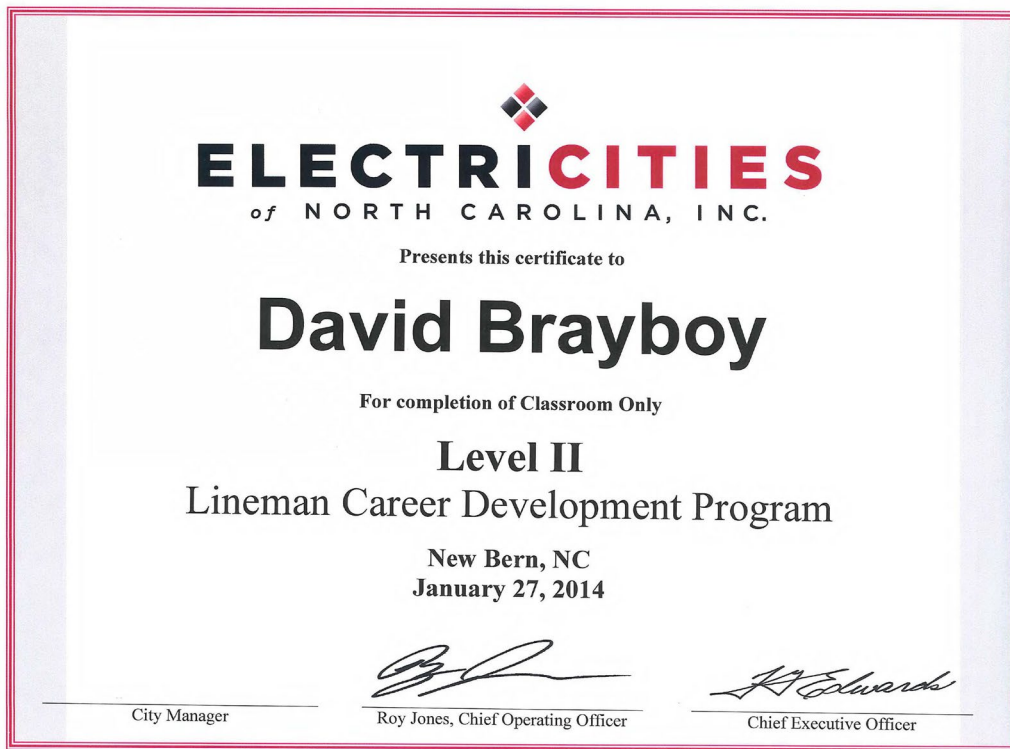 ELECTRICITIES
of NORTH CAROLINA, INC.
Presents this certificate to
David Brayboy
For completion of Classroom Only
Level II
Lineman Career Development Program
New Bern, NC
January 27, 2014
City Manager
Roy Jones, Chief Operating Officer
Edwards
Chief Executive Officer